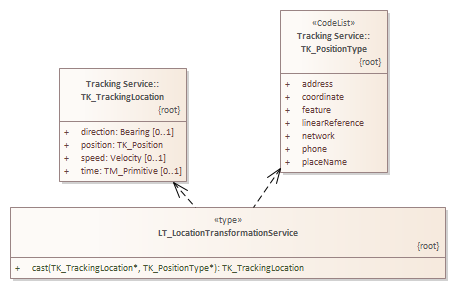 «CodeList»
Tracking Service::
TK_PositionType
{root}
+ address
+ coordinate
+ feature
+ linearReference
+ network
+ phone
+ placeName
Tracking Service::
TK_TrackingLocation
{root}
+ direction: Bearing [0..1]
+ position: TK_Position
+ speed: Velocity [0..1]
+ time: TM_Primitive [0..1]
«type»
LT_LocationTransformationService
{root}
+ cast(TK_TrackingLocation*, TK_PositionType*): TK_TrackingLocation